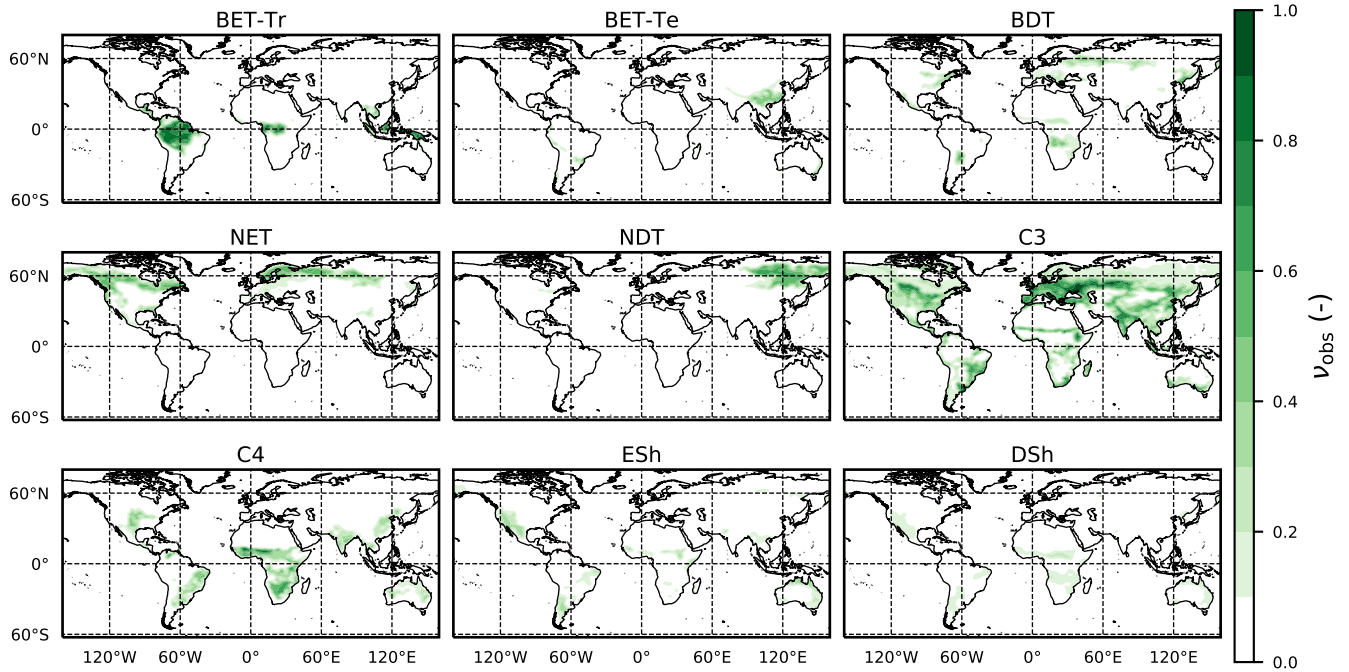 BET-Tr BET-Te BDT 1.0
60°N
0° 0.8
60°S
NET NDT C3
60°N 0.6
0° ν_obs (-)
60°S 0.4
C4 ESh DSh
60°N
0.2
0°
60°S
120°W 60°W 0° 60°E 120°E 120°W 60°W 0° 60°E 120°E 120°W 60°W 0° 60°E 120°E 0.0